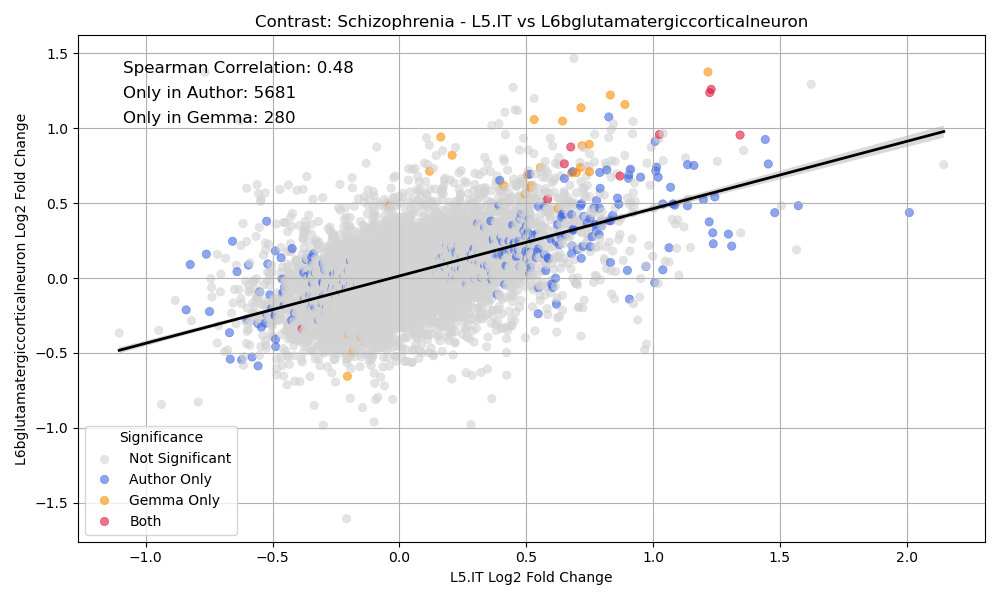 Contrast: Schizophrenia - L5.IT vs L6bglutamatergiccorticalneuron
Spearman Correlation: 0.48
Only in Author: 5681
Only in Gemma: 280
L6bglutamatergiccorticalneuron Log2 Fold Change
1.5
1.0
0.5
0.0
−0.5
−1.0
−1.5
Significance
Not Significant
Author Only
Gemma Only
Both
−1.0 −0.5 0.0 0.5 1.0 1.5 2.0
L5.IT Log2 Fold Change